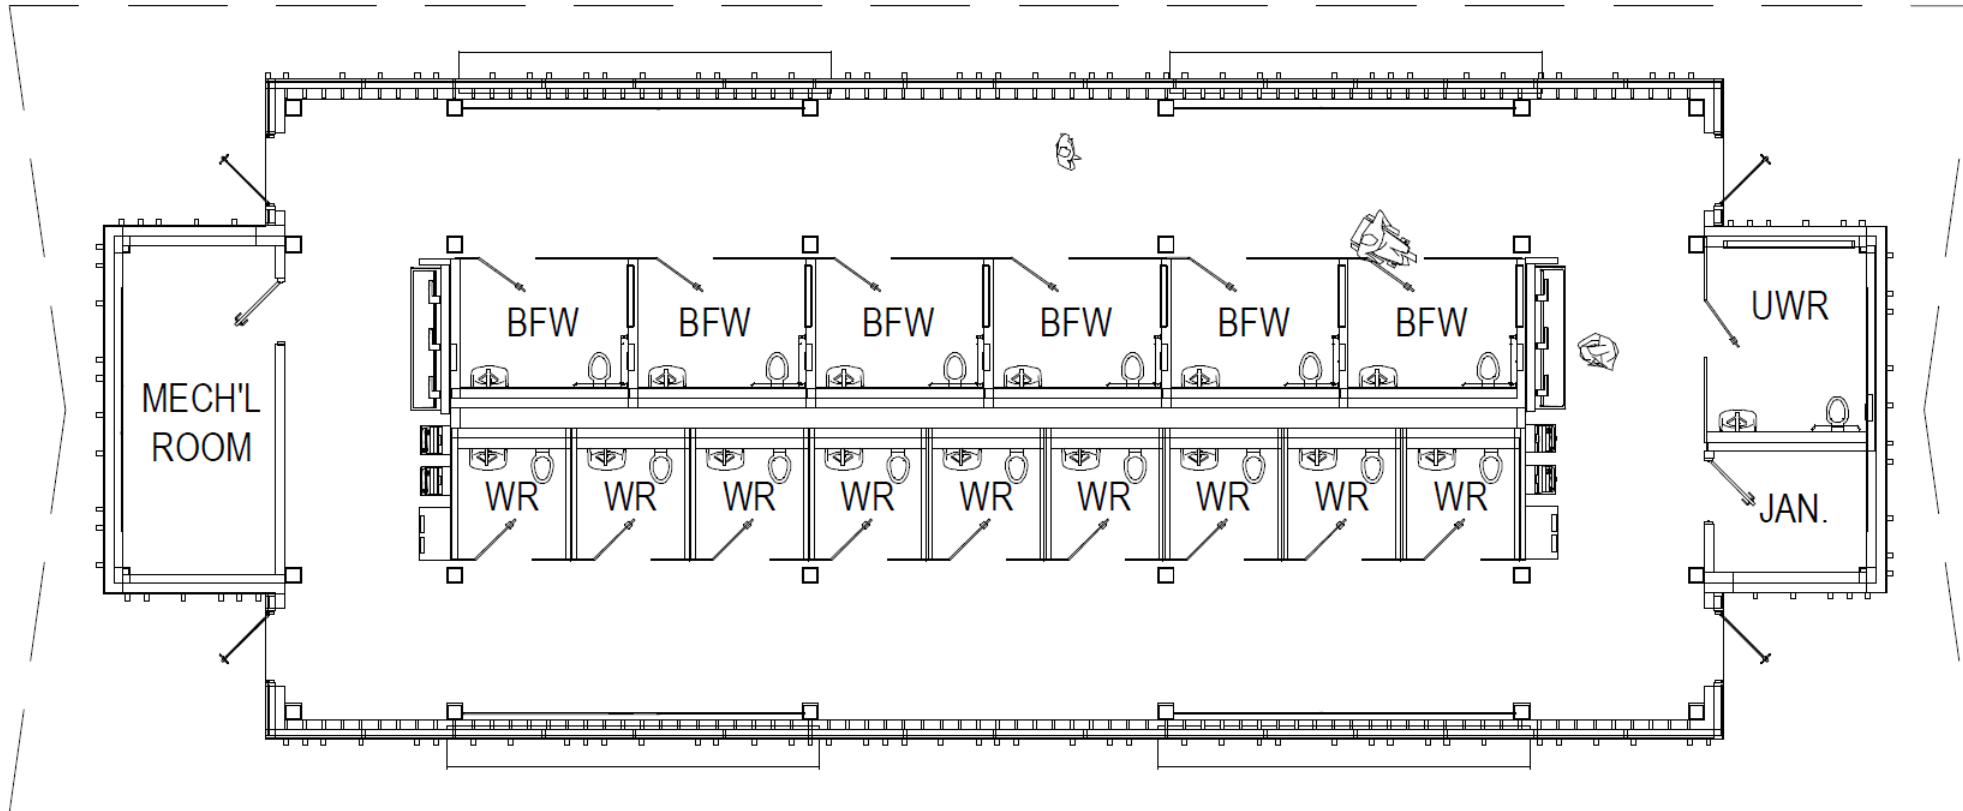 BFW BFW BFW BFW BFW BFW
UWR
MECH'L
ROOM
WR WR WR WR WR WR WR WR WR
JAN.